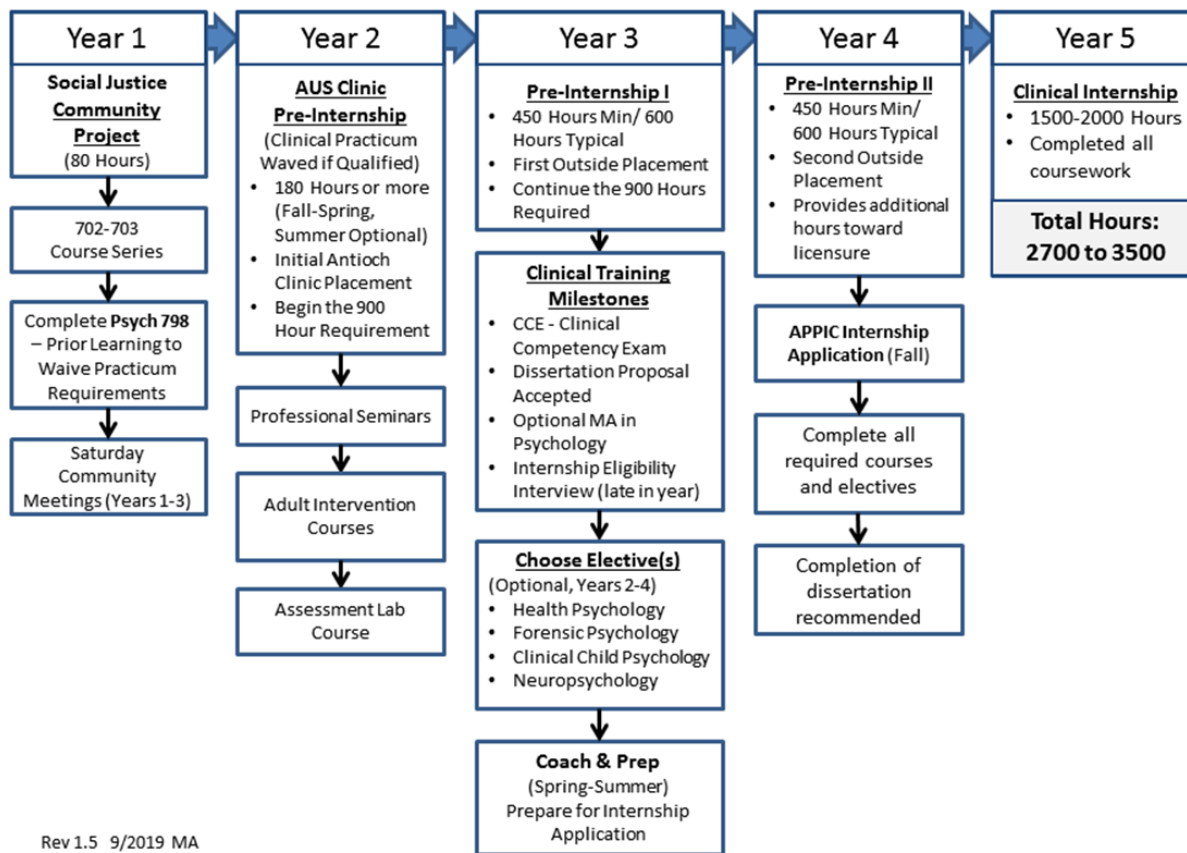 Year 1
Social Justice
Community
Project
(80 Hours)
702-703
Course Series
Complete Psych 798
– Prior Learning to
Waive Practicum
Requirements
Saturday
Community
Meetings (Years 1-3)
Year 2
AUS Clinic
Pre-Internship
(Clinical Practicum
Waved if Qualified)
• 180 Hours or more
(Fall-Spring,
Summer Optional)
• Initial Antioch
Clinic Placement
• Begin the 900
Hour Requirement
Professional Seminars
Adult Intervention
Courses
Assessment Lab
Course
Year 3
Pre-Internship I
• 450 Hours Min/ 600
Hours Typical
• First Outside Placement
• Continue the 900 Hours
Required
Clinical Training
Milestones
• CCE - Clinical
Competency Exam
• Dissertation Proposal
Accepted
• Optional MA in
Psychology
• Internship Eligibility
Interview (late in year)
Choose Elective(s)
(Optional, Years 2-4)
• Health Psychology
• Forensic Psychology
• Clinical Child Psychology
• Neuropsychology
Coach & Prep
(Spring-Summer)
Prepare for Internship
Application
Year 4
Pre-Internship II
• 450 Hours Min/
600 Hours Typical
• Second Outside
Placement
• Provides additional
hours toward
licensure
APPIC Internship
Application (Fall)
Complete all
required courses
and electives
Completion of
dissertation
recommended
Year 5
Clinical Internship
• 1500-2000 Hours
• Completed all
coursework
Total Hours:
2700 to 3500
Rev 1.5 9/2019 MA